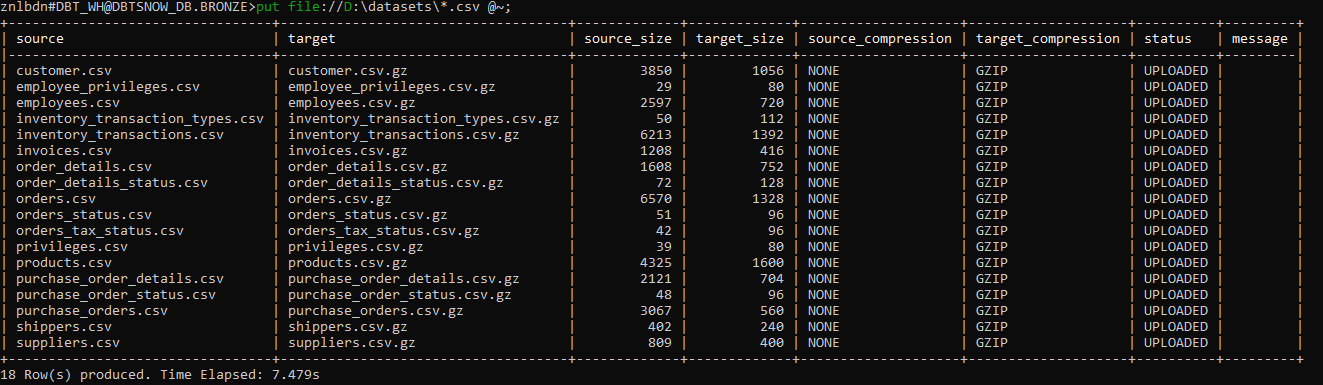 znlbdn#DBT_WH@DBTSNOW_DB.BRONZE>put file://D:\datasets\*.csv @~;
+---------------------------------+------------------------------------+-------------+-------------+--------------------+--------------------+----------+---------+
| source | target | source_size | target_size | source_compression | target_compression | status | message |
|---------------------------------+------------------------------------+-------------+-------------+--------------------+--------------------+----------+---------|
| customer.csv | customer.csv.gz | 3850 | 1056 | NONE | GZIP | UPLOADED | |
| employee_privileges.csv | employee_privileges.csv.gz | 29 | 80 | NONE | GZIP | UPLOADED | |
| employees.csv | employees.csv.gz | 2597 | 720 | NONE | GZIP | UPLOADED | |
| inventory_transaction_types.csv | inventory_transaction_types.csv.gz | 50 | 112 | NONE | GZIP | UPLOADED | |
| inventory_transactions.csv | inventory_transactions.csv.gz | 6213 | 1392 | NONE | GZIP | UPLOADED | |
| invoices.csv | invoices.csv.gz | 1208 | 416 | NONE | GZIP | UPLOADED | |
| order_details.csv | order_details.csv.gz | 1608 | 752 | NONE | GZIP | UPLOADED | |
| order_details_status.csv | order_details_status.csv.gz | 72 | 128 | NONE | GZIP | UPLOADED | |
| orders.csv | orders.csv.gz | 6570 | 1328 | NONE | GZIP | UPLOADED | |
| orders_status.csv | orders_status.csv.gz | 51 | 96 | NONE | GZIP | UPLOADED | |
| orders_tax_status.csv | orders_tax_status.csv.gz | 42 | 96 | NONE | GZIP | UPLOADED | |
| privileges.csv | privileges.csv.gz | 39 | 80 | NONE | GZIP | UPLOADED | |
| products.csv | products.csv.gz | 4325 | 1600 | NONE | GZIP | UPLOADED | |
| purchase_order_details.csv | purchase_order_details.csv.gz | 2121 | 704 | NONE | GZIP | UPLOADED | |
| purchase_order_status.csv | purchase_order_status.csv.gz | 48 | 96 | NONE | GZIP | UPLOADED | |
| purchase_orders.csv | purchase_orders.csv.gz | 3067 | 560 | NONE | GZIP | UPLOADED | |
| shippers.csv | shippers.csv.gz | 402 | 240 | NONE | GZIP | UPLOADED | |
| suppliers.csv | suppliers.csv.gz | 809 | 400 | NONE | GZIP | UPLOADED | |
+---------------------------------+------------------------------------+-------------+-------------+--------------------+--------------------+----------+---------+
18 Row(s) produced. Time Elapsed: 7.479s